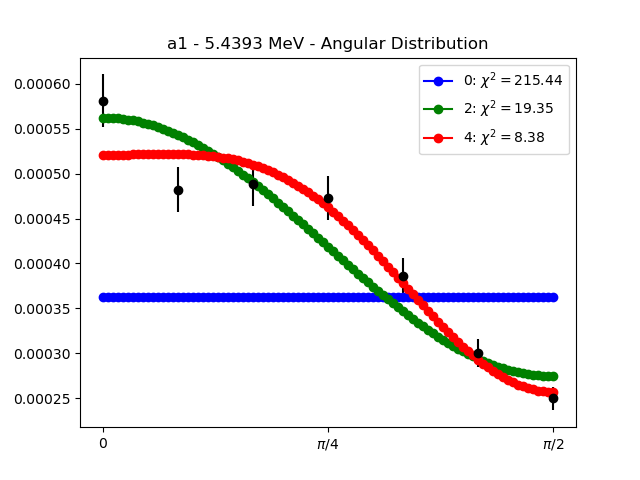 a1 - 5.4393 MeV - Angular Distribution
0: χ² = 215.44
2: χ² = 19.35
4: χ² = 8.38
0.00060
0.00055
0.00050
0.00045
0.00040
0.00035
0.00030
0.00025
0
π/4
π/2